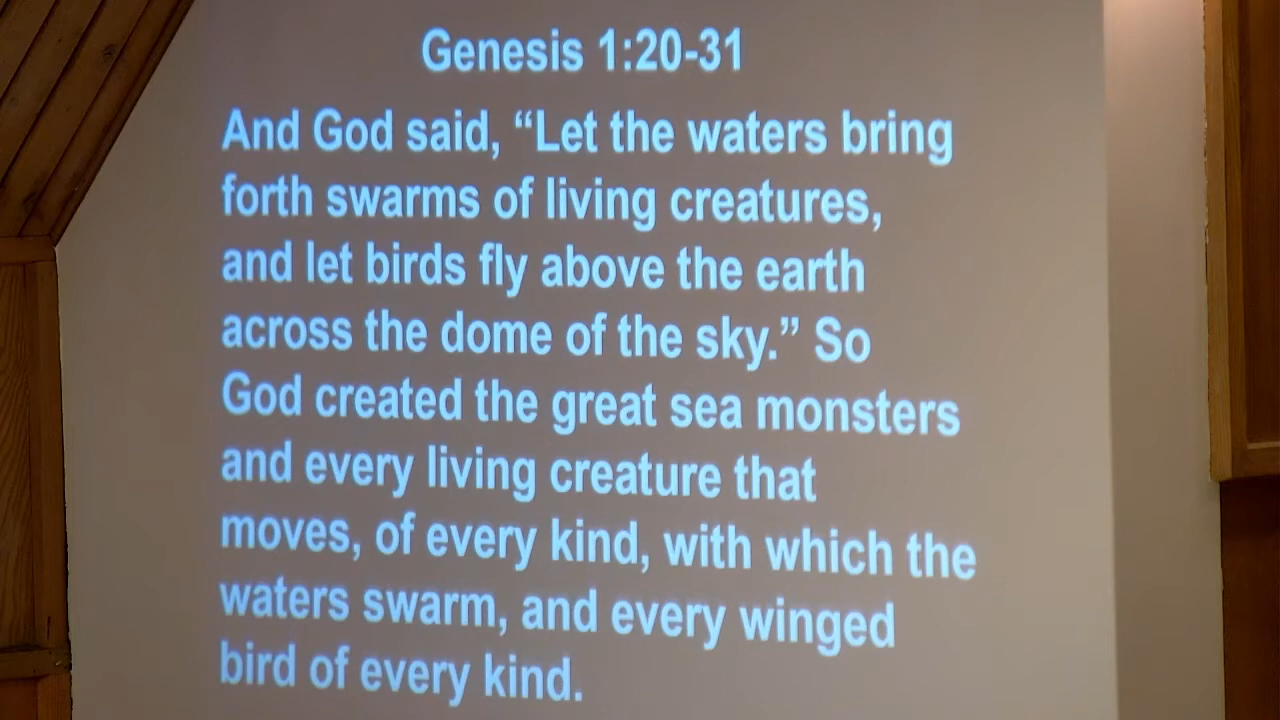 Genesis 1:20-31
And God said, “Let the waters bring
forth swarms of living creatures,
and let birds fly above the earth
across the dome of the sky.” So
God created the great sea monsters
and every living creature that
moves, of every kind, with which the
waters swarm, and every winged
bird of every kind.